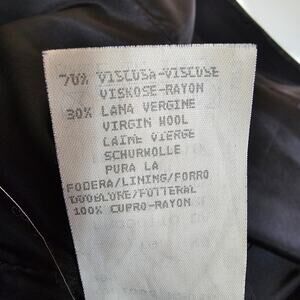 70% VISCOSA-VISCOSE
VISKOSE-RAYON
30% LANA VERGINE
VIRGIN WOOL
LAINE VIERGE
SCHURWOLLE
PURA LA
FODERA/LINING/FORRO
DOUBLURE/FUTTERAL
100% CUPRO-RAYON